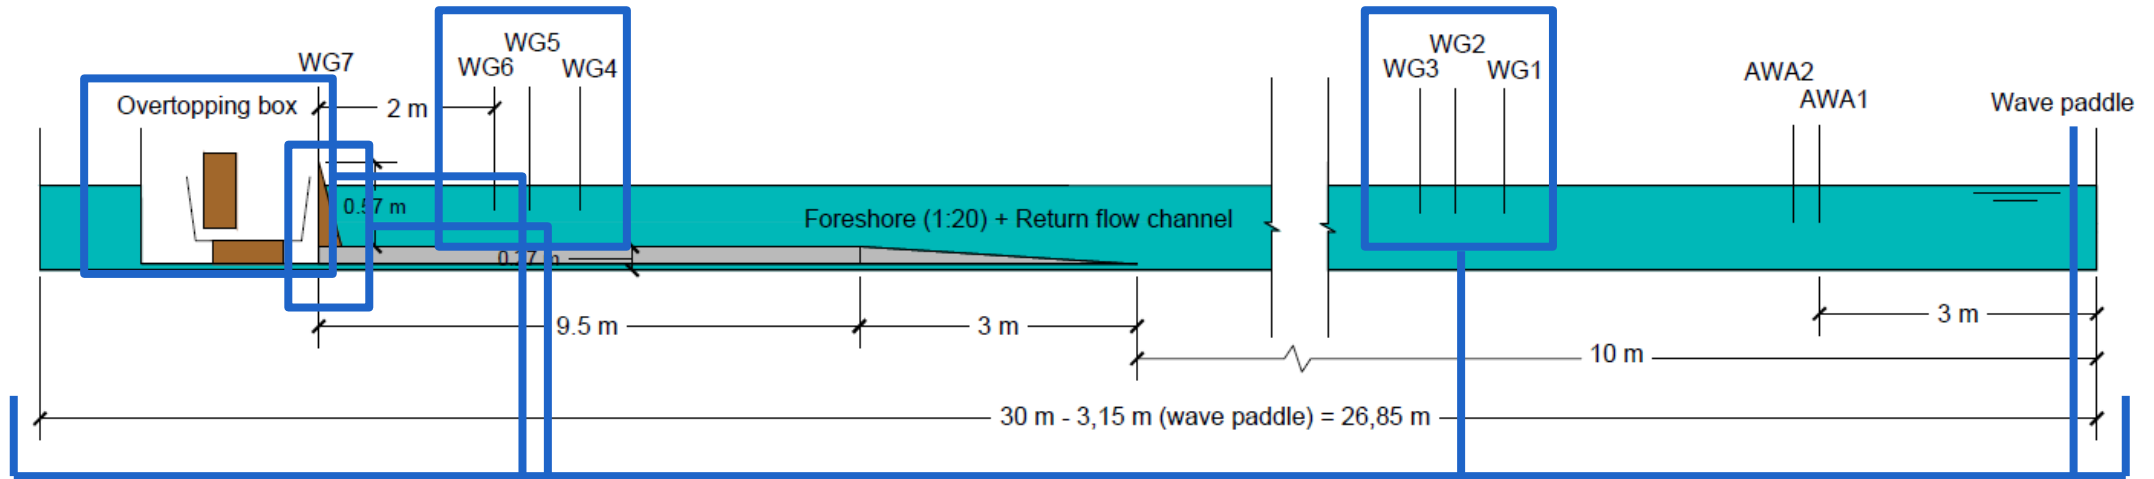 WG5
WG2
WG7
WG6
WG4
WG3
WG1
AWA2
AWA1
Overtopping box
2 m
Wave paddle
0.57 m
Foreshore (1:20) + Return flow channel
9.5 m
3 m
3 m
10 m
30 m - 3,15 m (wave paddle) = 26,85 m